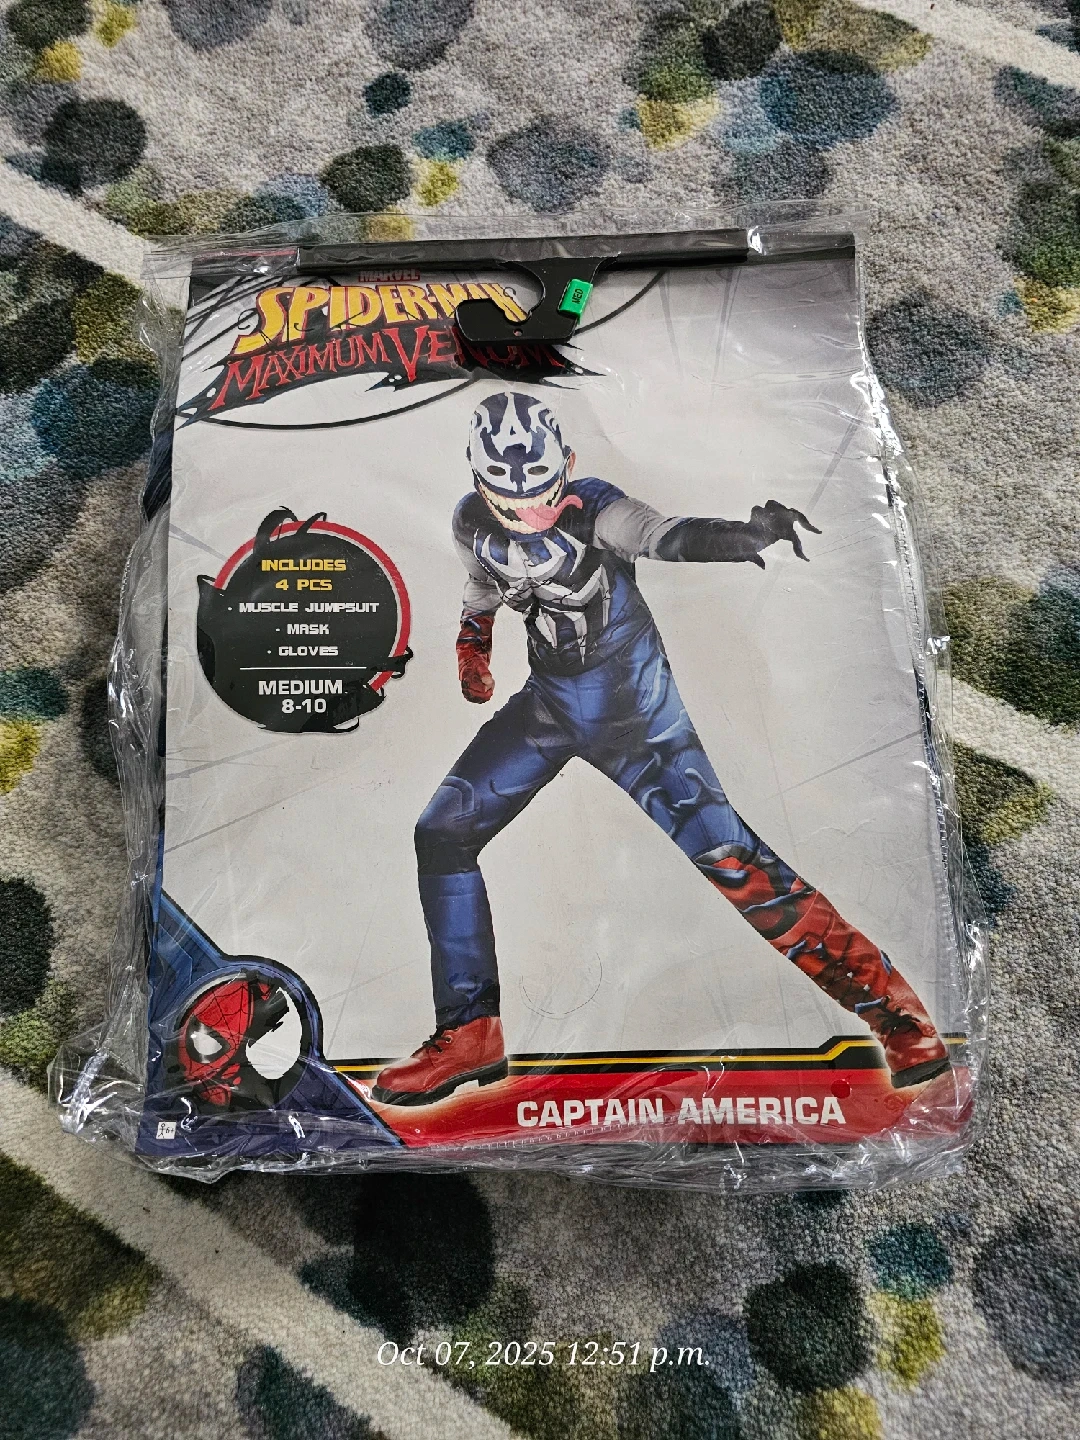 MARVEL
SPIDER-MAN
MAXIMUM VENOM
MED
INCLUDES
4 PCS
• MUSCLE JUMPSUIT
• MASK
• GLOVES
MEDIUM
8-10
CAPTAIN AMERICA
6+
Oct 07, 2025 12:51 p.m.